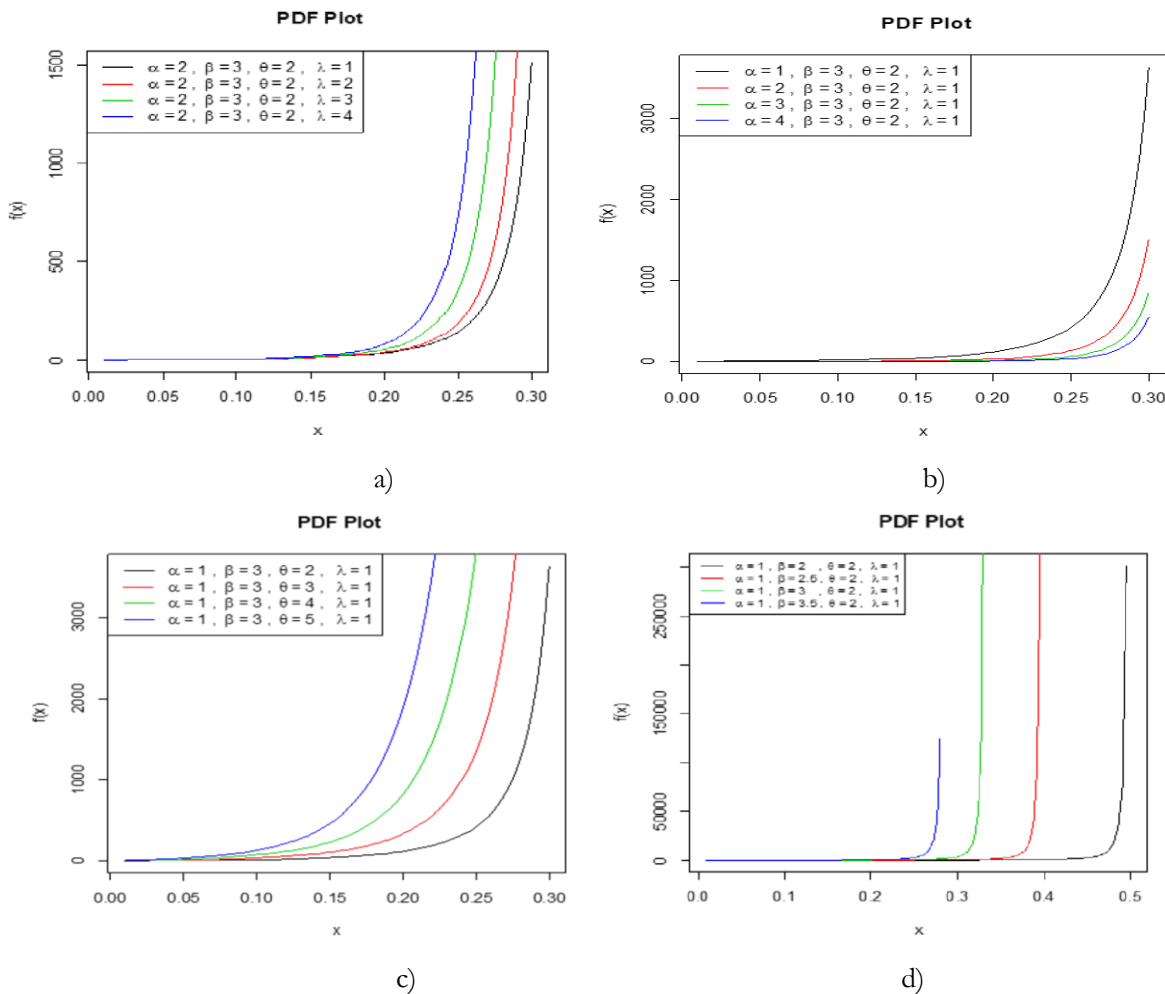 PDF Plot
α=2 , β=3 , θ=2 , λ=1
α=2 , β=3 , θ=2 , λ=2
α=2 , β=3 , θ=2 , λ=3
α=2 , β=3 , θ=2 , λ=4
1500
1000
500
0
f(x)
0.00 0.05 0.10 0.15 0.20 0.25 0.30
x
a)
PDF Plot
α=1 , β=3 , θ=2 , λ=1
α=2 , β=3 , θ=2 , λ=1
α=3 , β=3 , θ=2 , λ=1
α=4 , β=3 , θ=2 , λ=1
3000
2000
1000
0
f(x)
0.00 0.05 0.10 0.15 0.20 0.25 0.30
x
b)
PDF Plot
α=1 , β=3 , θ=2 , λ=1
α=1 , β=3 , θ=3 , λ=1
α=1 , β=3 , θ=4 , λ=1
α=1 , β=3 , θ=5 , λ=1
3000
2000
1000
0
f(x)
0.00 0.05 0.10 0.15 0.20 0.25 0.30
x
c)
PDF Plot
α=1, β=2 , θ=2, λ=1
α=1, β=2.5, θ=2, λ=1
α=1, β=3 , θ=2, λ=1
α=1, β=3.5, θ=2, λ=1
250000
150000
50000
0
f(x)
0.0 0.1 0.2 0.3 0.4 0.5
x
d)